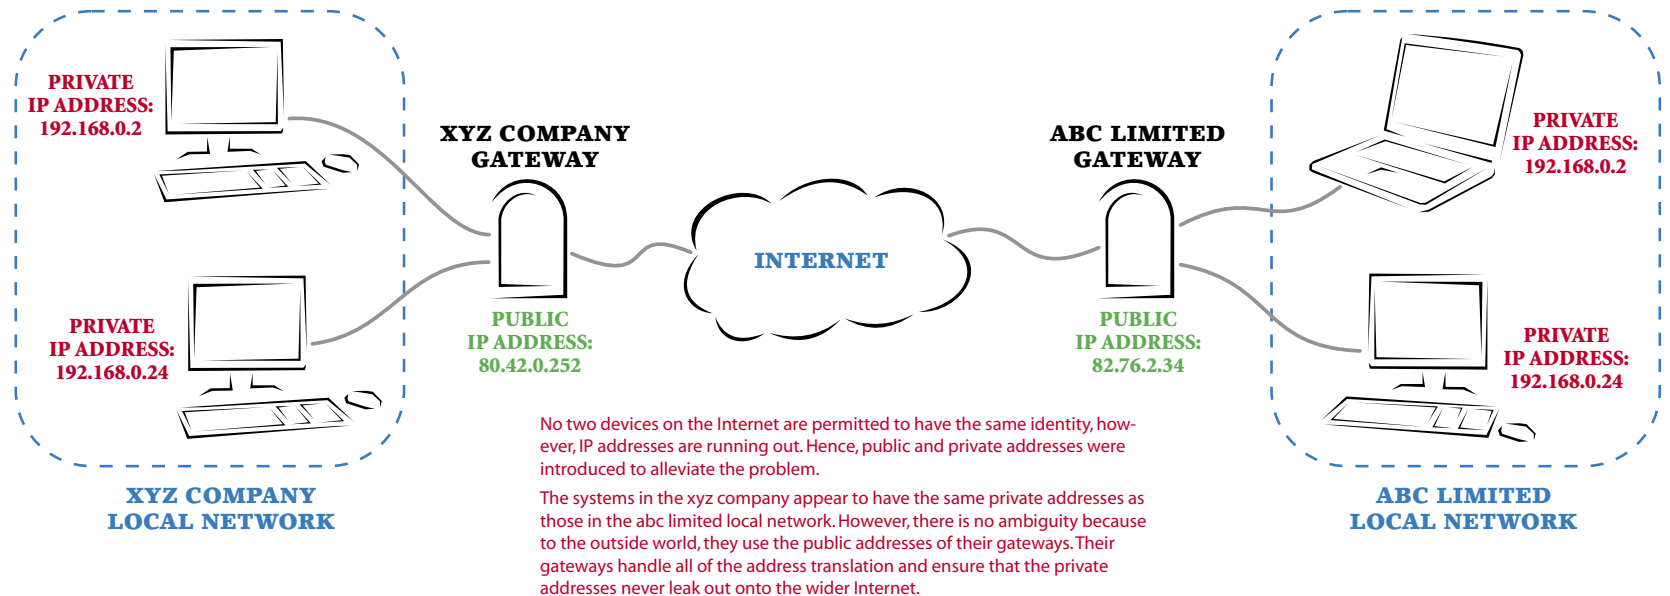 PRIVATE
IP ADDRESS:
192.168.0.2
XYZ COMPANY
GATEWAY
ABC LIMITED
GATEWAY
PRIVATE
IP ADDRESS:
192.168.0.2
INTERNET
PRIVATE
IP ADDRESS:
192.168.0.24
PUBLIC
IP ADDRESS:
80.42.0.252
PUBLIC
IP ADDRESS:
82.76.2.34
PRIVATE
IP ADDRESS:
192.168.0.24
No two devices on the Internet are permitted to have the same identity, how-
ever, IP addresses are running out. Hence, public and private addresses were
introduced to alleviate the problem.
The systems in the xyz company appear to have the same private addresses as
those in the abc limited local network. However, there is no ambiguity because
to the outside world, they use the public addresses of their gateways. Their
gateways handle all of the address translation and ensure that the private
addresses never leak out onto the wider Internet.
XYZ COMPANY
LOCAL NETWORK
ABC LIMITED
LOCAL NETWORK